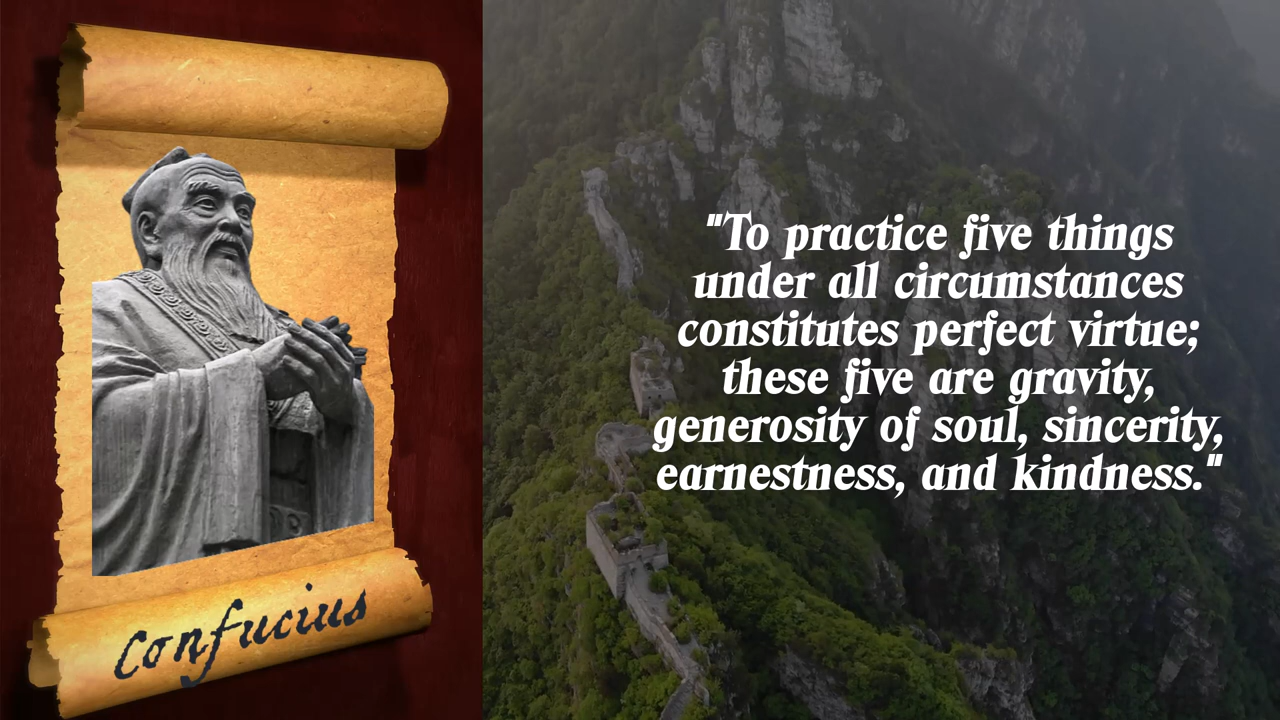 Confucius
"To practice five things
under all circumstances
constitutes perfect virtue;
these five are gravity,
generosity of soul, sincerity,
earnestness, and kindness."